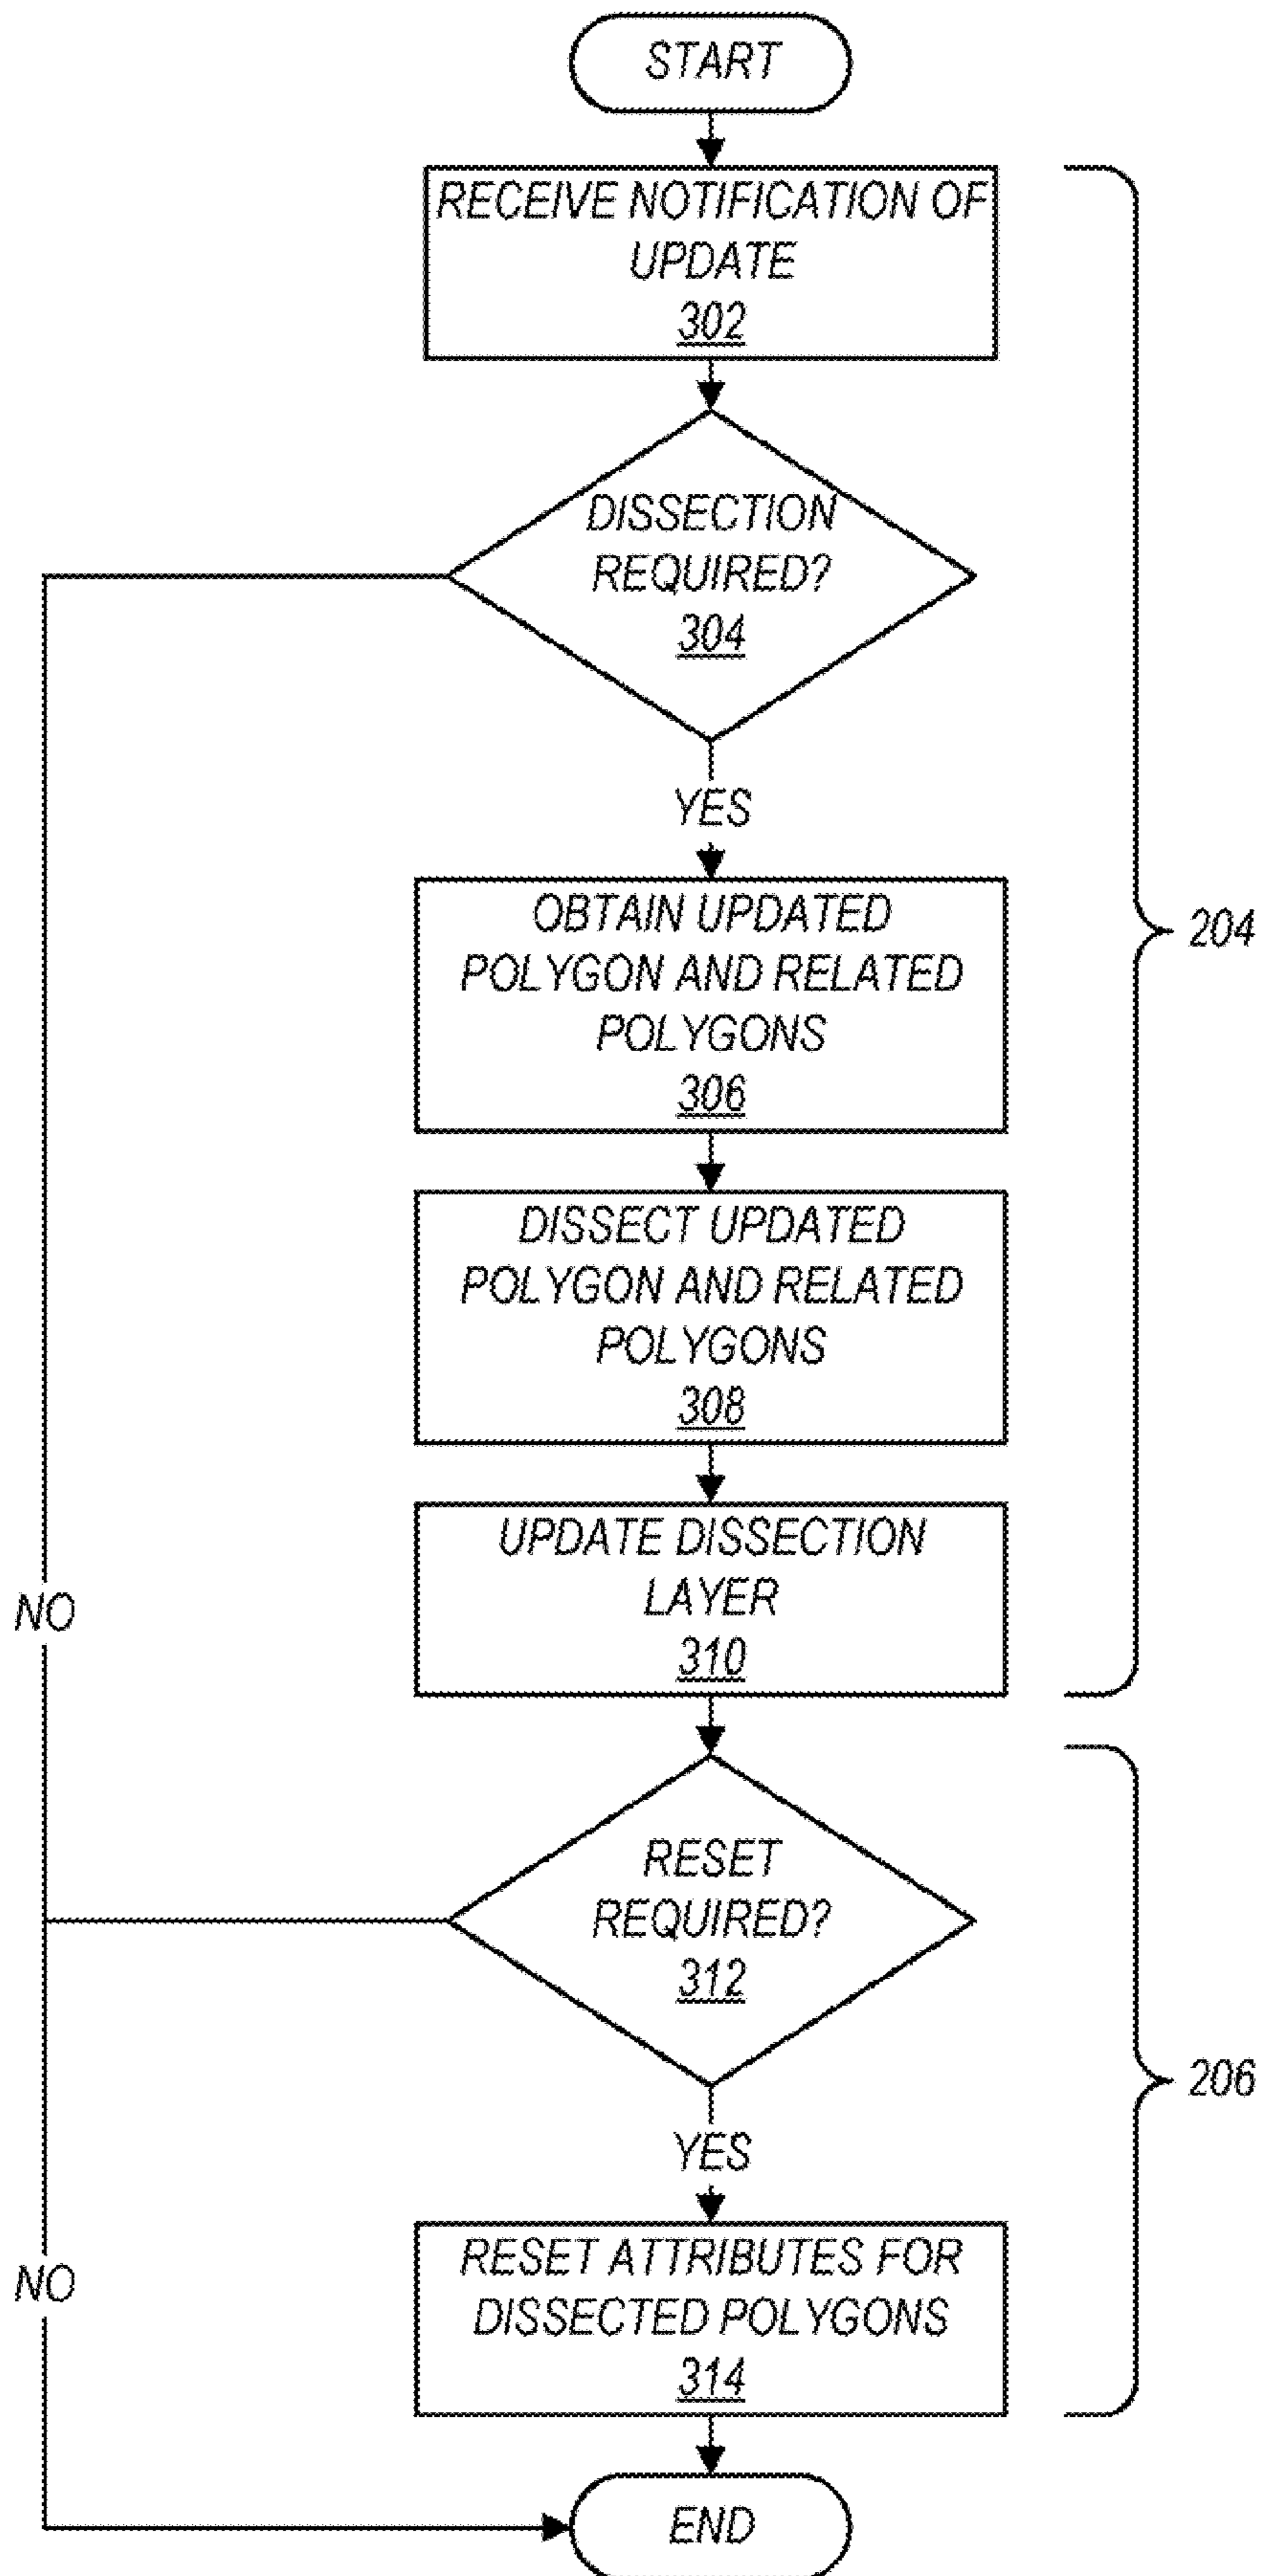 START
RECEIVE NOTIFICATION OF
UPDATE
302
DISSECTION
REQUIRED?
304
YES
OBTAIN UPDATED
POLYGON AND RELATED
POLYGONS
306
204
DISSECT UPDATED
POLYGON AND RELATED
POLYGONS
308
UPDATE DISSECTION
LAYER
310
NO
RESET
REQUIRED?
312
206
YES
RESET ATTRIBUTES FOR
DISSECTED POLYGONS
314
NO
END